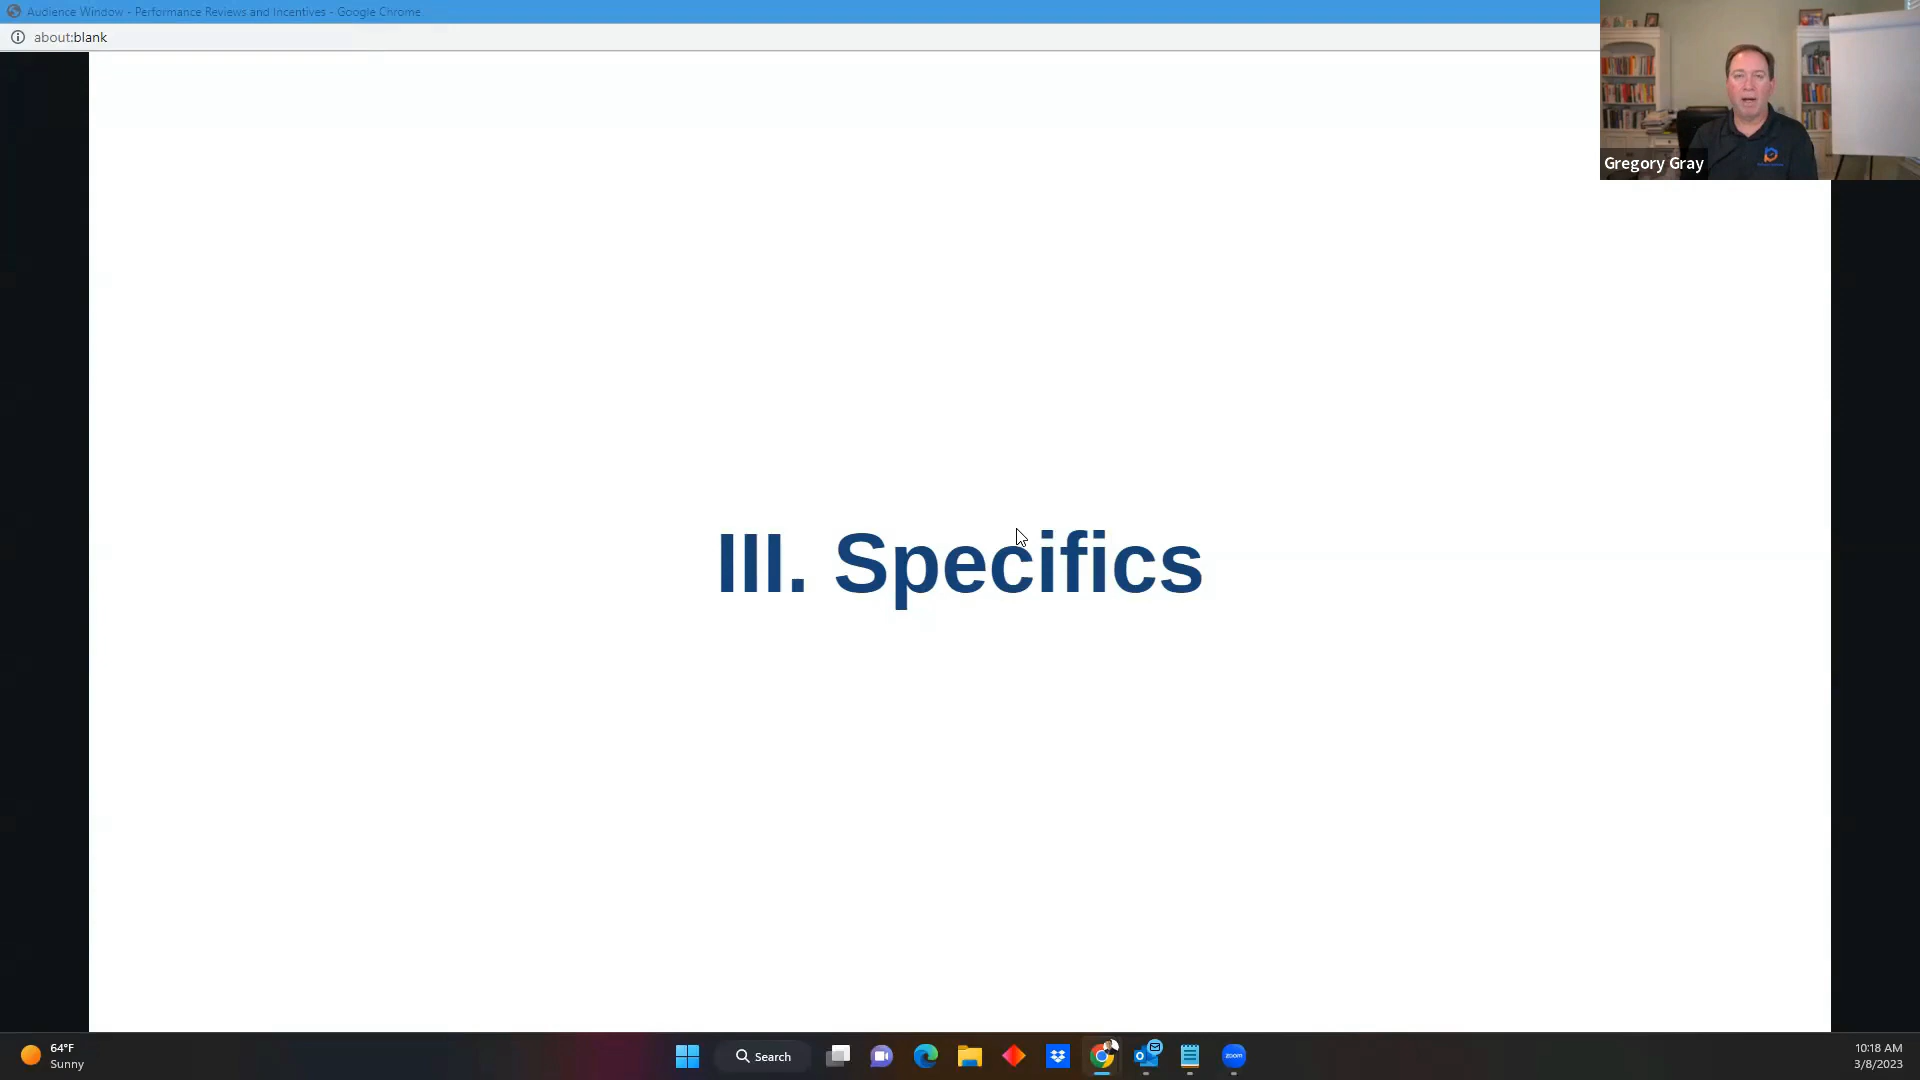 Audience Window - Performance Reviews and Incentives - Google Chrome
about:blank
Gregory Gray
III. Specifics
64°F
Sunny
Search
zoom
10:18 AM
3/8/2023